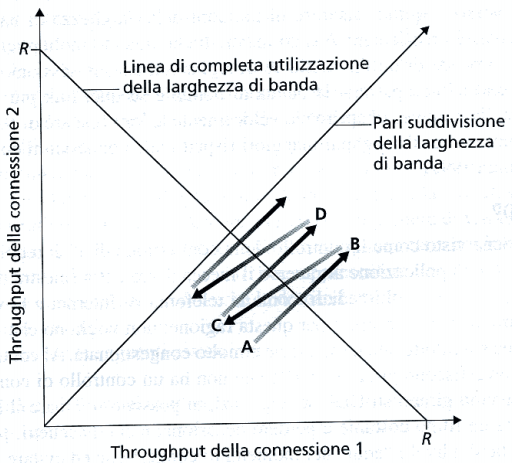 R
Linea di completa utilizzazione
della larghezza di banda
Pari suddivisione
della larghezza
di banda
Throughput della connessione 2
D
B
C
A
R
Throughput della connessione 1